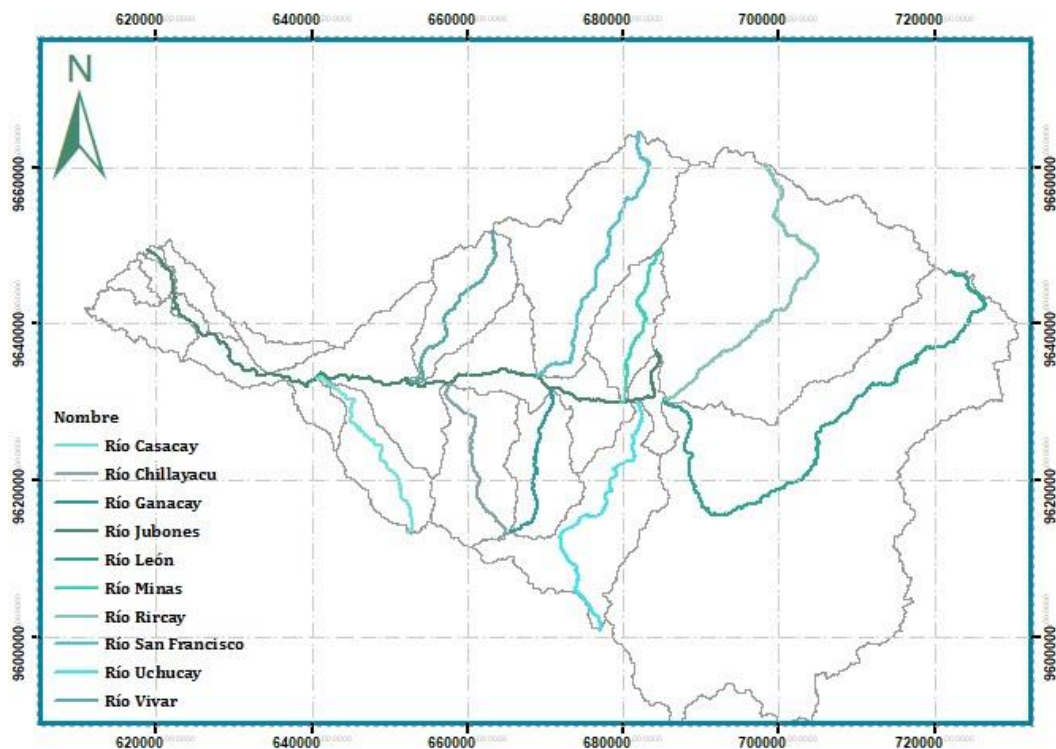 620000 640000 660000 680000 700000 720000
N
9660000 9660000
9640000 9640000
9620000 9620000
9600000 9600000
Nombre
Río Casacay
Río Chillayacu
Río Ganacay
Río Jubones
Río León
Río Minas
Río Rircay
Río San Francisco
Río Uchucay
Río Vivar
620000 640000 660000 680000 700000 720000